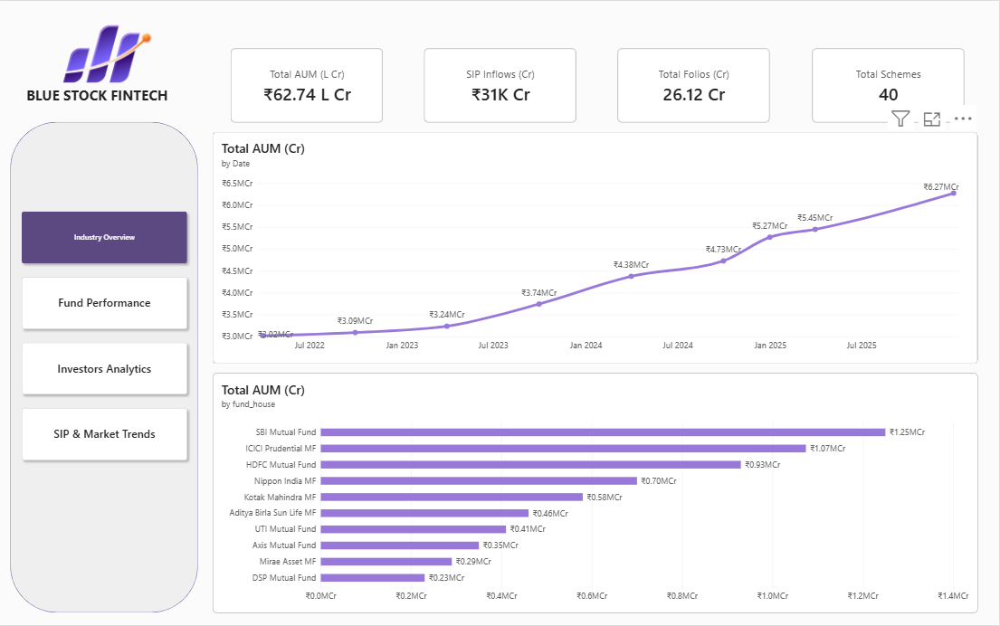 BLUE STOCK FINTECH
Total AUM (L Cr)
₹62.74 L Cr
SIP Inflows (Cr)
₹31K Cr
Total Folios (Cr)
26.12 Cr
Total Schemes
40
Industry Overview
Fund Performance
Investors Analytics
SIP & Market Trends
Total AUM (Cr)
by Date
₹6.5MCr
₹6.0MCr
₹5.5MCr
₹5.0MCr
₹4.5MCr
₹4.0MCr
₹3.5MCr
₹3.0MCr
₹3.02MCr
₹3.09MCr
₹3.24MCr
₹3.74MCr
₹4.38MCr
₹4.73MCr
₹5.27MCr
₹5.45MCr
₹6.27MCr
Jul 2022
Jan 2023
Jul 2023
Jan 2024
Jul 2024
Jan 2025
Jul 2025
Total AUM (Cr)
by fund_house
SBI Mutual Fund ₹1.25MCr
ICICI Prudential MF ₹1.07MCr
HDFC Mutual Fund ₹0.93MCr
Nippon India MF ₹0.70MCr
Kotak Mahindra MF ₹0.58MCr
Aditya Birla Sun Life MF ₹0.46MCr
UTI Mutual Fund ₹0.41MCr
Axis Mutual Fund ₹0.35MCr
Mirae Asset MF ₹0.29MCr
DSP Mutual Fund ₹0.23MCr
₹0.0MCr
₹0.2MCr
₹0.4MCr
₹0.6MCr
₹0.8MCr
₹1.0MCr
₹1.2MCr
₹1.4MCr